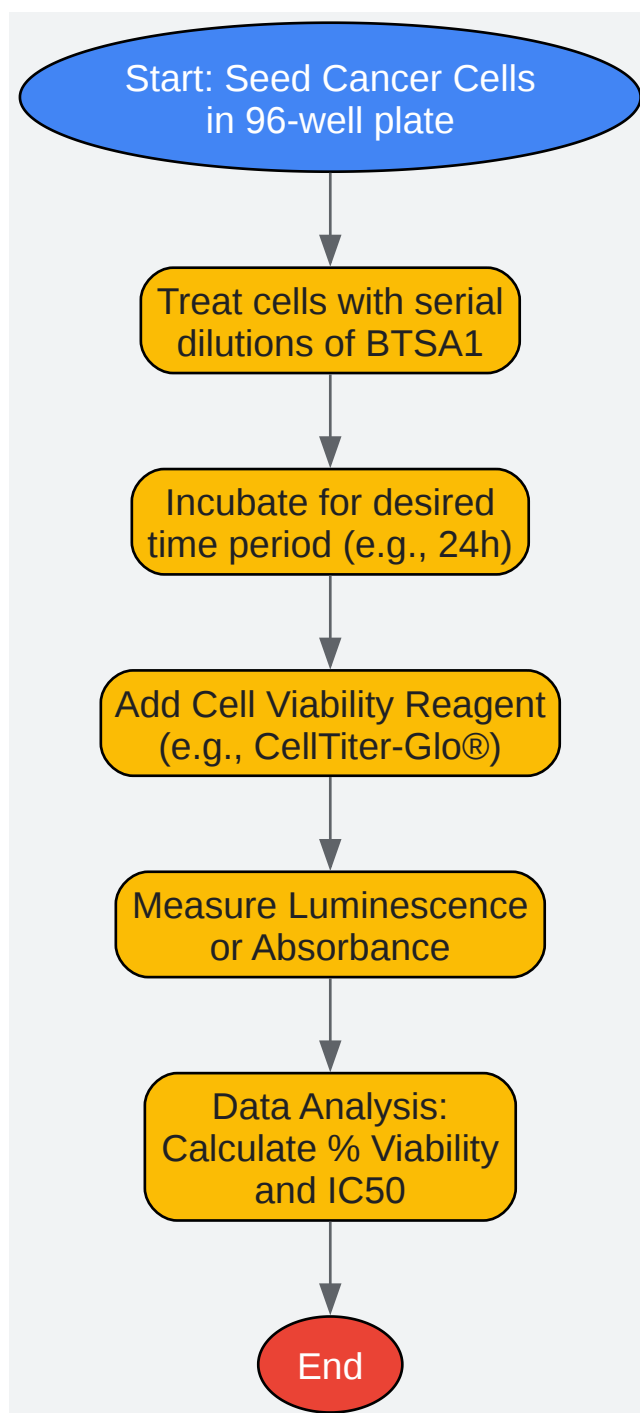 Start: Seed Cancer Cells
in 96-well plate
Treat cells with serial
dilutions of BTSA1
Incubate for desired
time period (e.g., 24h)
Add Cell Viability Reagent
(e.g., CellTiter-Glo®)
Measure Luminescence
or Absorbance
Data Analysis:
Calculate % Viability
and IC50
End